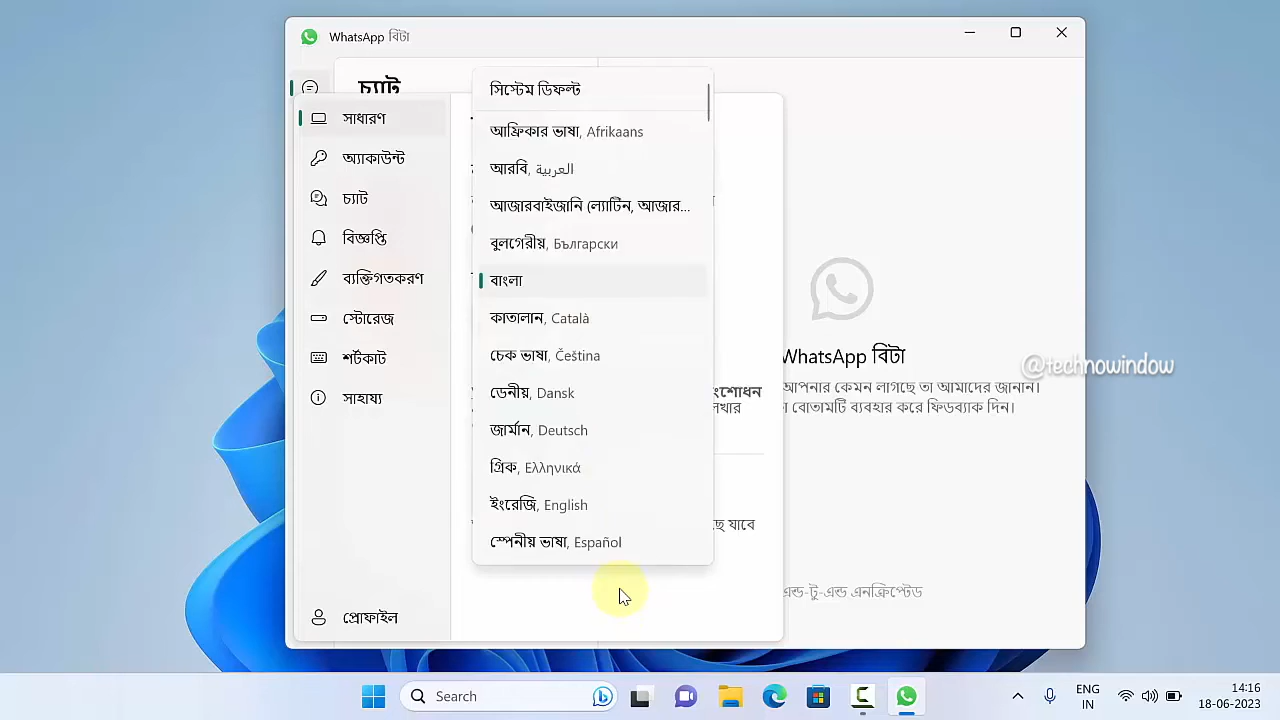 WhatsApp বিটা
চ্যাট
সাধারণ
অ্যাকাউন্ট
চ্যাট
বিজ্ঞপ্তি
ব্যক্তিগতকরণ
স্টোরেজ
শর্টকাট
সাহায্য
প্রোফাইল
সিস্টেম ডিফল্ট
আফ্রিকার ভাষা, Afrikaans
আরবি, العربية
আজারবাইজানি (ল্যাটিন, আজার...
বুলগেরীয়, Български
বাংলা
কাতালান, Català
চেক ভাষা, Čeština
ডেনীয়, Dansk
জার্মান, Deutsch
গ্রিক, Ελληνικά
ইংরেজি, English
স্পেনীয় ভাষা, Español
WhatsApp বিটা
আপনার কেমন লাগছে তা আমাদের জানান।
বোতামটি ব্যবহার করে ফিডব্যাক দিন।
যাবে
এন্ড-টু-এন্ড এনক্রিপ্টেড
@technowindow
Search
ENG
IN
14:16
18-06-2023